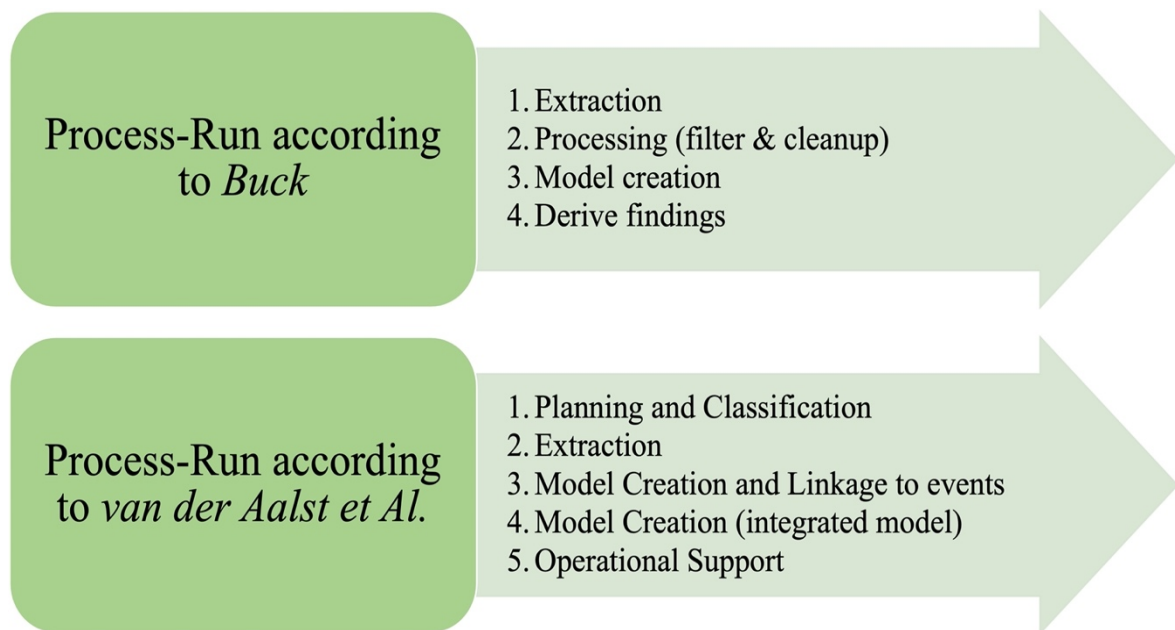 Process-Run according
to Buck
1. Extraction
2. Processing (filter & cleanup)
3. Model creation
4. Derive findings
Process-Run according
to van der Aalst et Al.
1. Planning and Classification
2. Extraction
3. Model Creation and Linkage to events
4. Model Creation (integrated model)
5. Operational Support